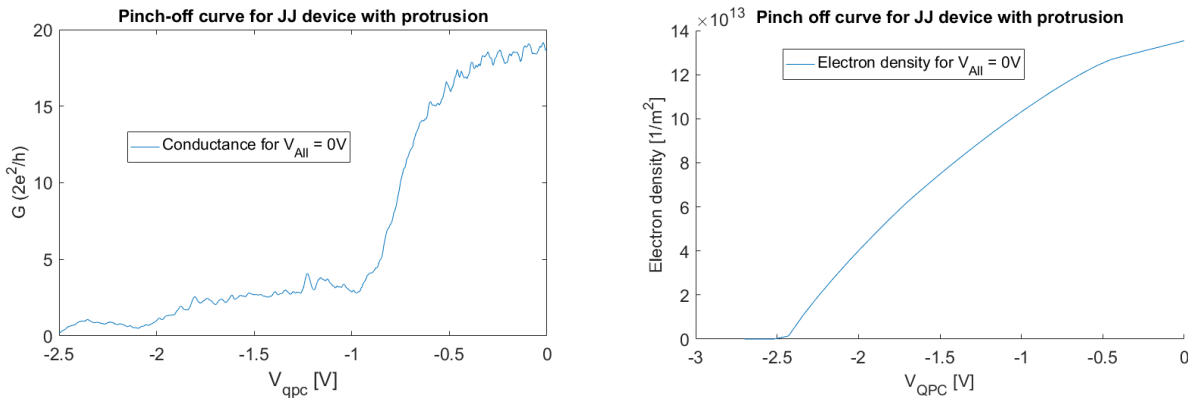 Pinch-off curve for JJ device with protrusion
20
15
10
5
0
G (2e²/h)
Conductance for V_All = 0V
-2.5 -2 -1.5 -1 -0.5 0
V_qpc [V]
×10¹³ Pinch off curve for JJ device with protrusion
14
12
10
8
6
4
2
0
Electron density [1/m²]
Electron density for V_All = 0V
-3 -2.5 -2 -1.5 -1 -0.5 0
V_QPC [V]